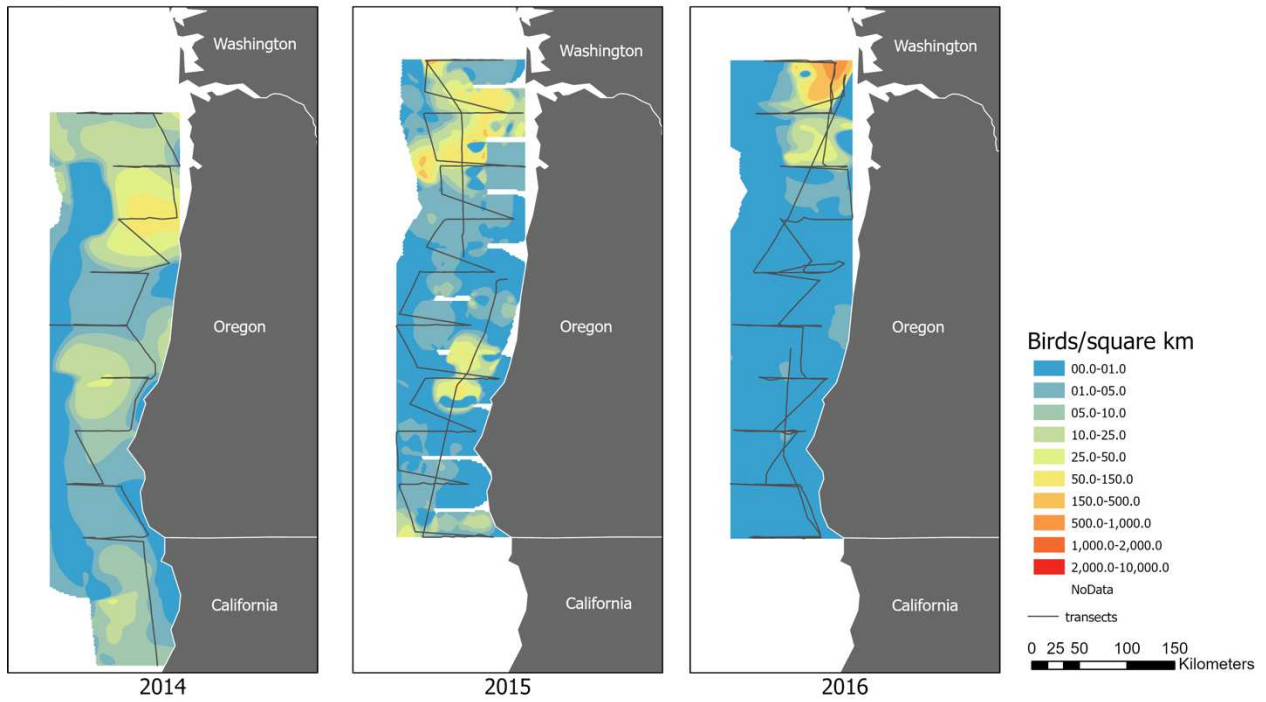 Washington
Oregon
California
2014
Washington
Oregon
California
2015
Washington
Oregon
California
2016
Birds/square km
00.0-01.0
01.0-05.0
05.0-10.0
10.0-25.0
25.0-50.0
50.0-150.0
150.0-500.0
500.0-1,000.0
1,000.0-2,000.0
2,000.0-10,000.0
NoData
transects
0 25 50 100 150
Kilometers